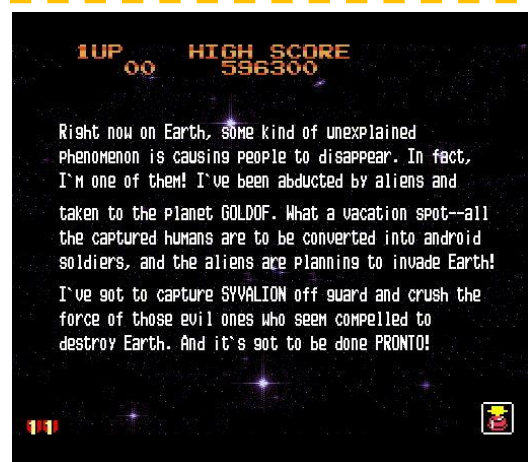 1UP HIGH SCORE
00 596300
Right now on Earth, some kind of unexplained
phenomenon is causing people to disappear. In fact,
I`m one of them! I`ve been abducted by aliens and
taken to the planet GOLDOF. What a vacation spot--all
the captured humans are to be converted into android
soldiers, and the aliens are planning to invade Earth!
I`ve got to capture SYVALION off guard and crush the
force of those evil ones who seem compelled to
destroy Earth. And it`s got to be done PRONTO!